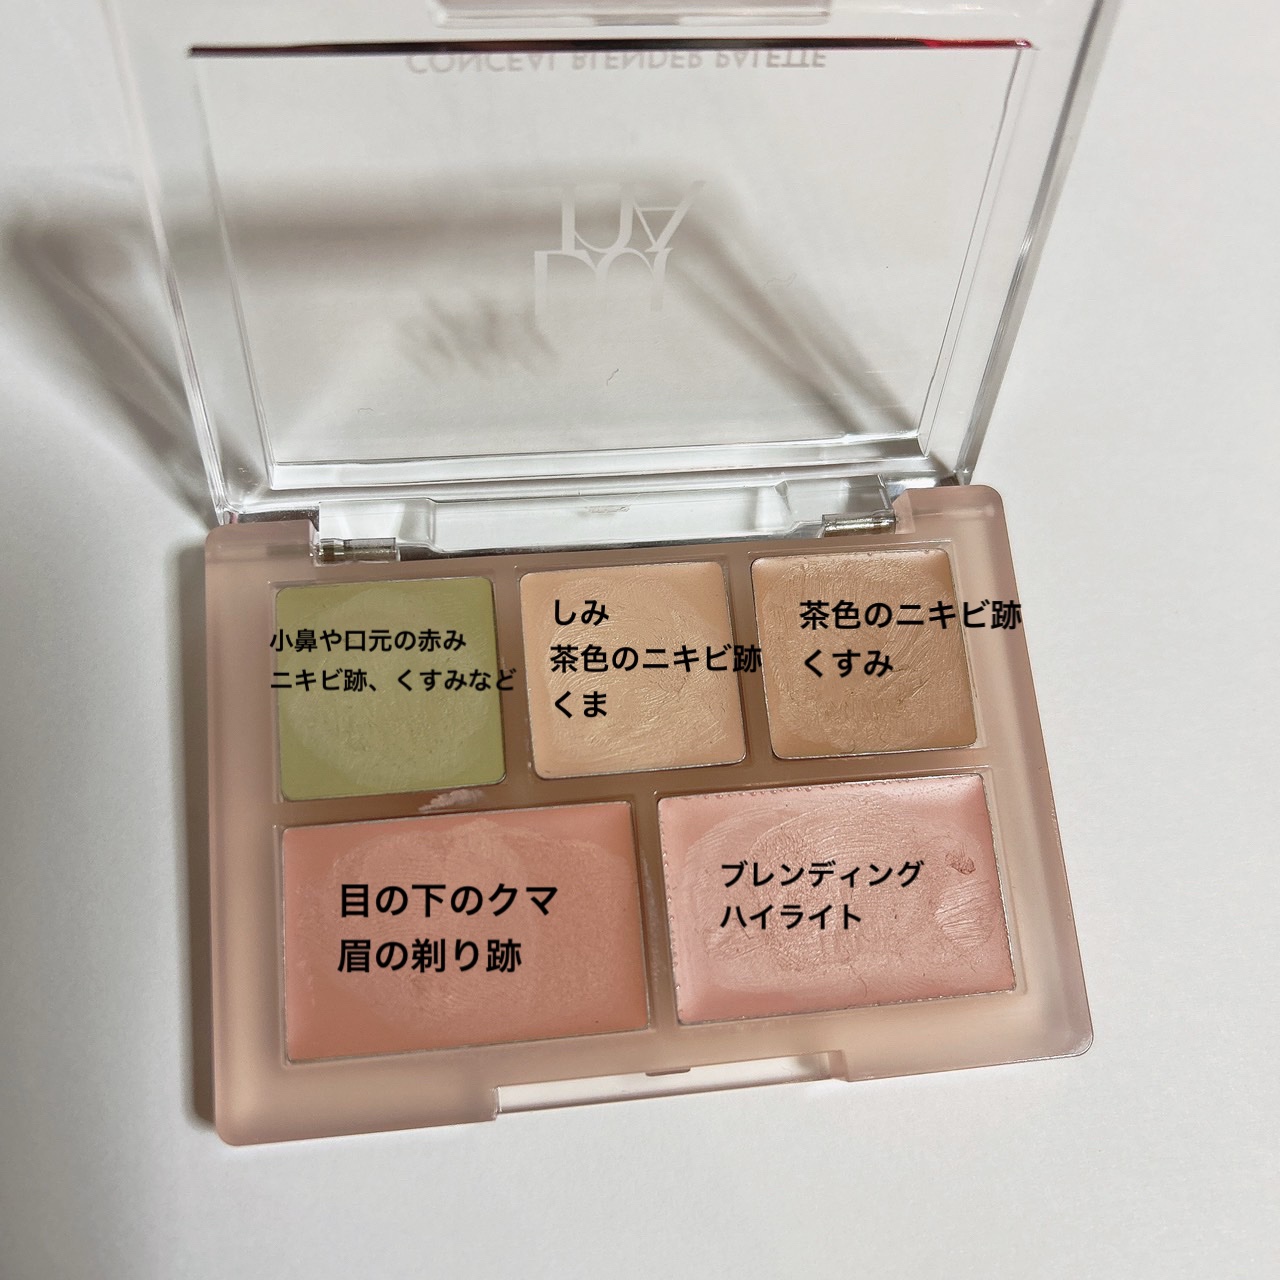 CONCEAL BLENDER PALETTE
小鼻や口元の赤み
ニキビ跡、くすみなど
しみ
茶色のニキビ跡
くま
茶色のニキビ跡
くすみ
目の下のクマ
眉の剃り跡
ブレンディング
ハイライト